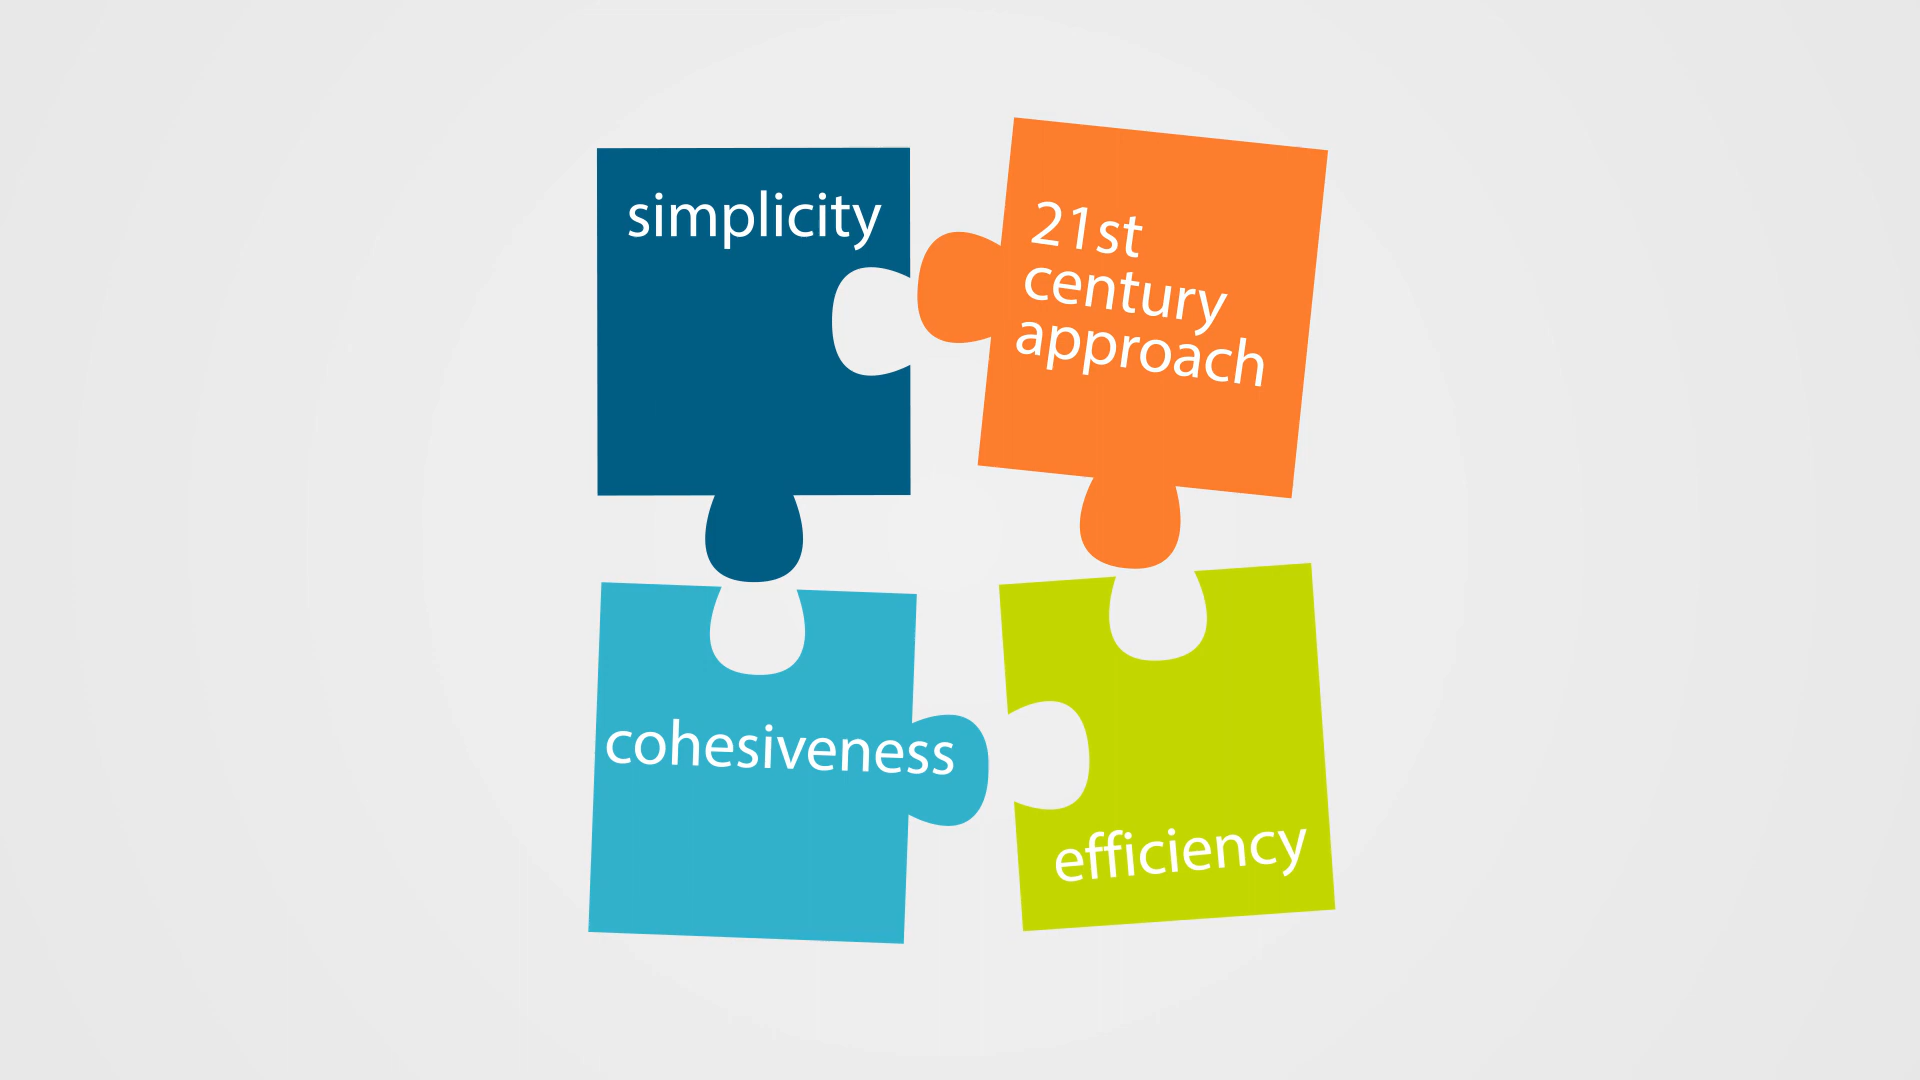 simplicity
21st
century
approach
cohesiveness
efficiency